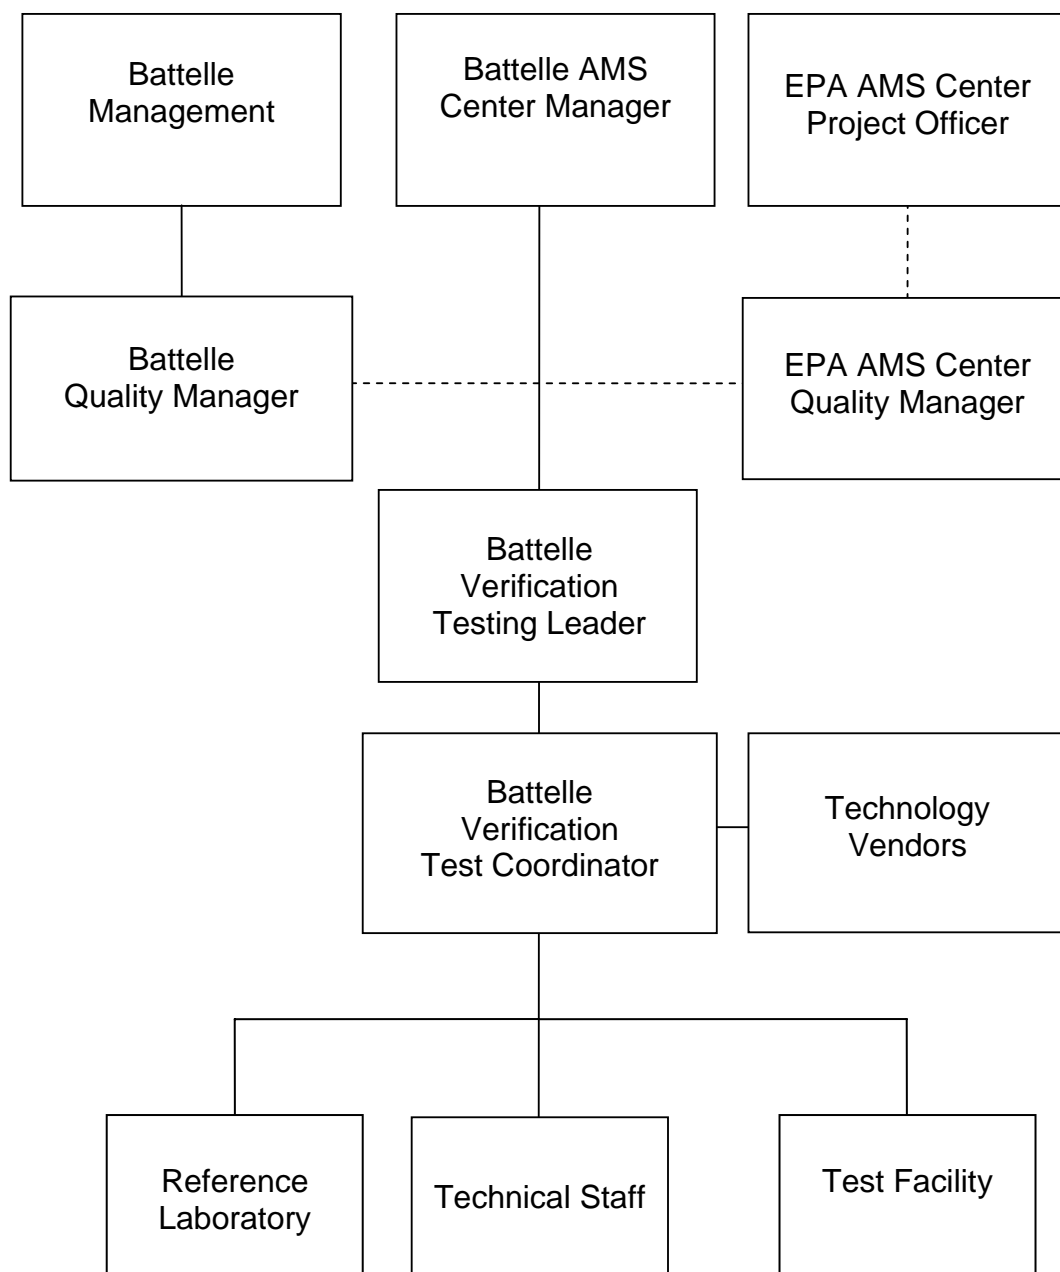 Battelle
Management
Battelle AMS
Center Manager
EPA AMS Center
Project Officer
Battelle
Quality Manager
EPA AMS Center
Quality Manager
Battelle
Verification
Testing Leader
Battelle
Verification
Test Coordinator
Technology
Vendors
Reference
Laboratory
Technical Staff
Test Facility